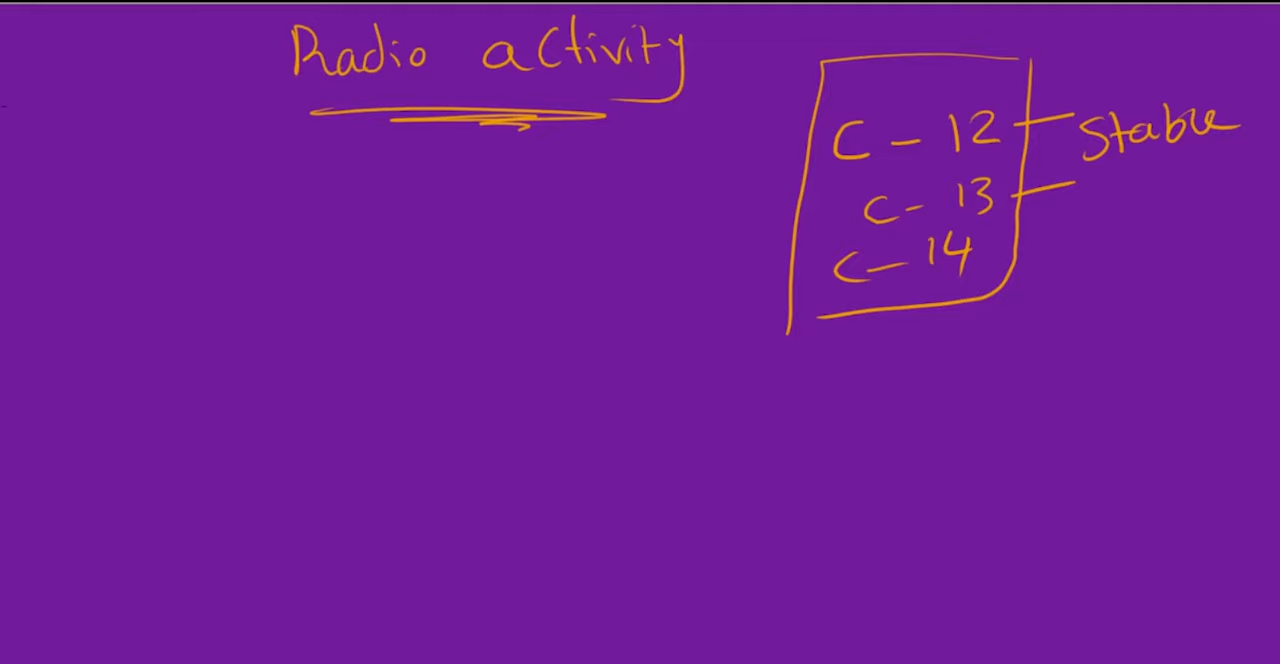 Radio activity
C - 12 - Stable
C - 13 -
C - 14